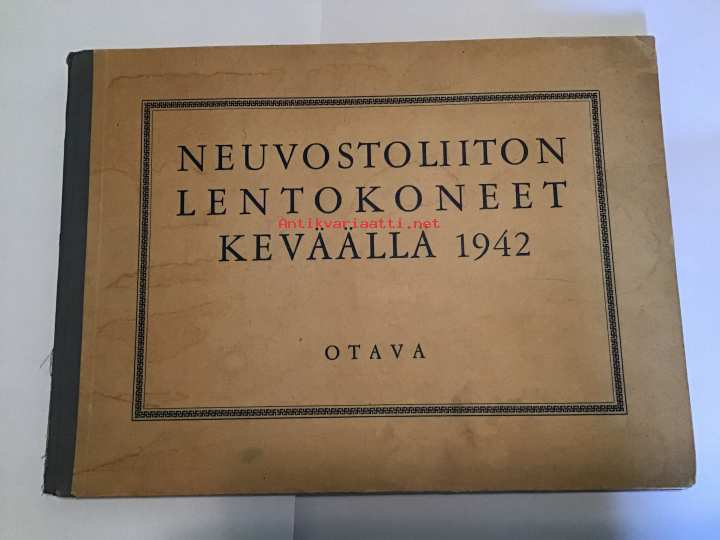 NEUVOSTOLIITON
LENTOKONEET
Antikvariaatti.net
KEVÄÄLLÄ 1942
OTAVA